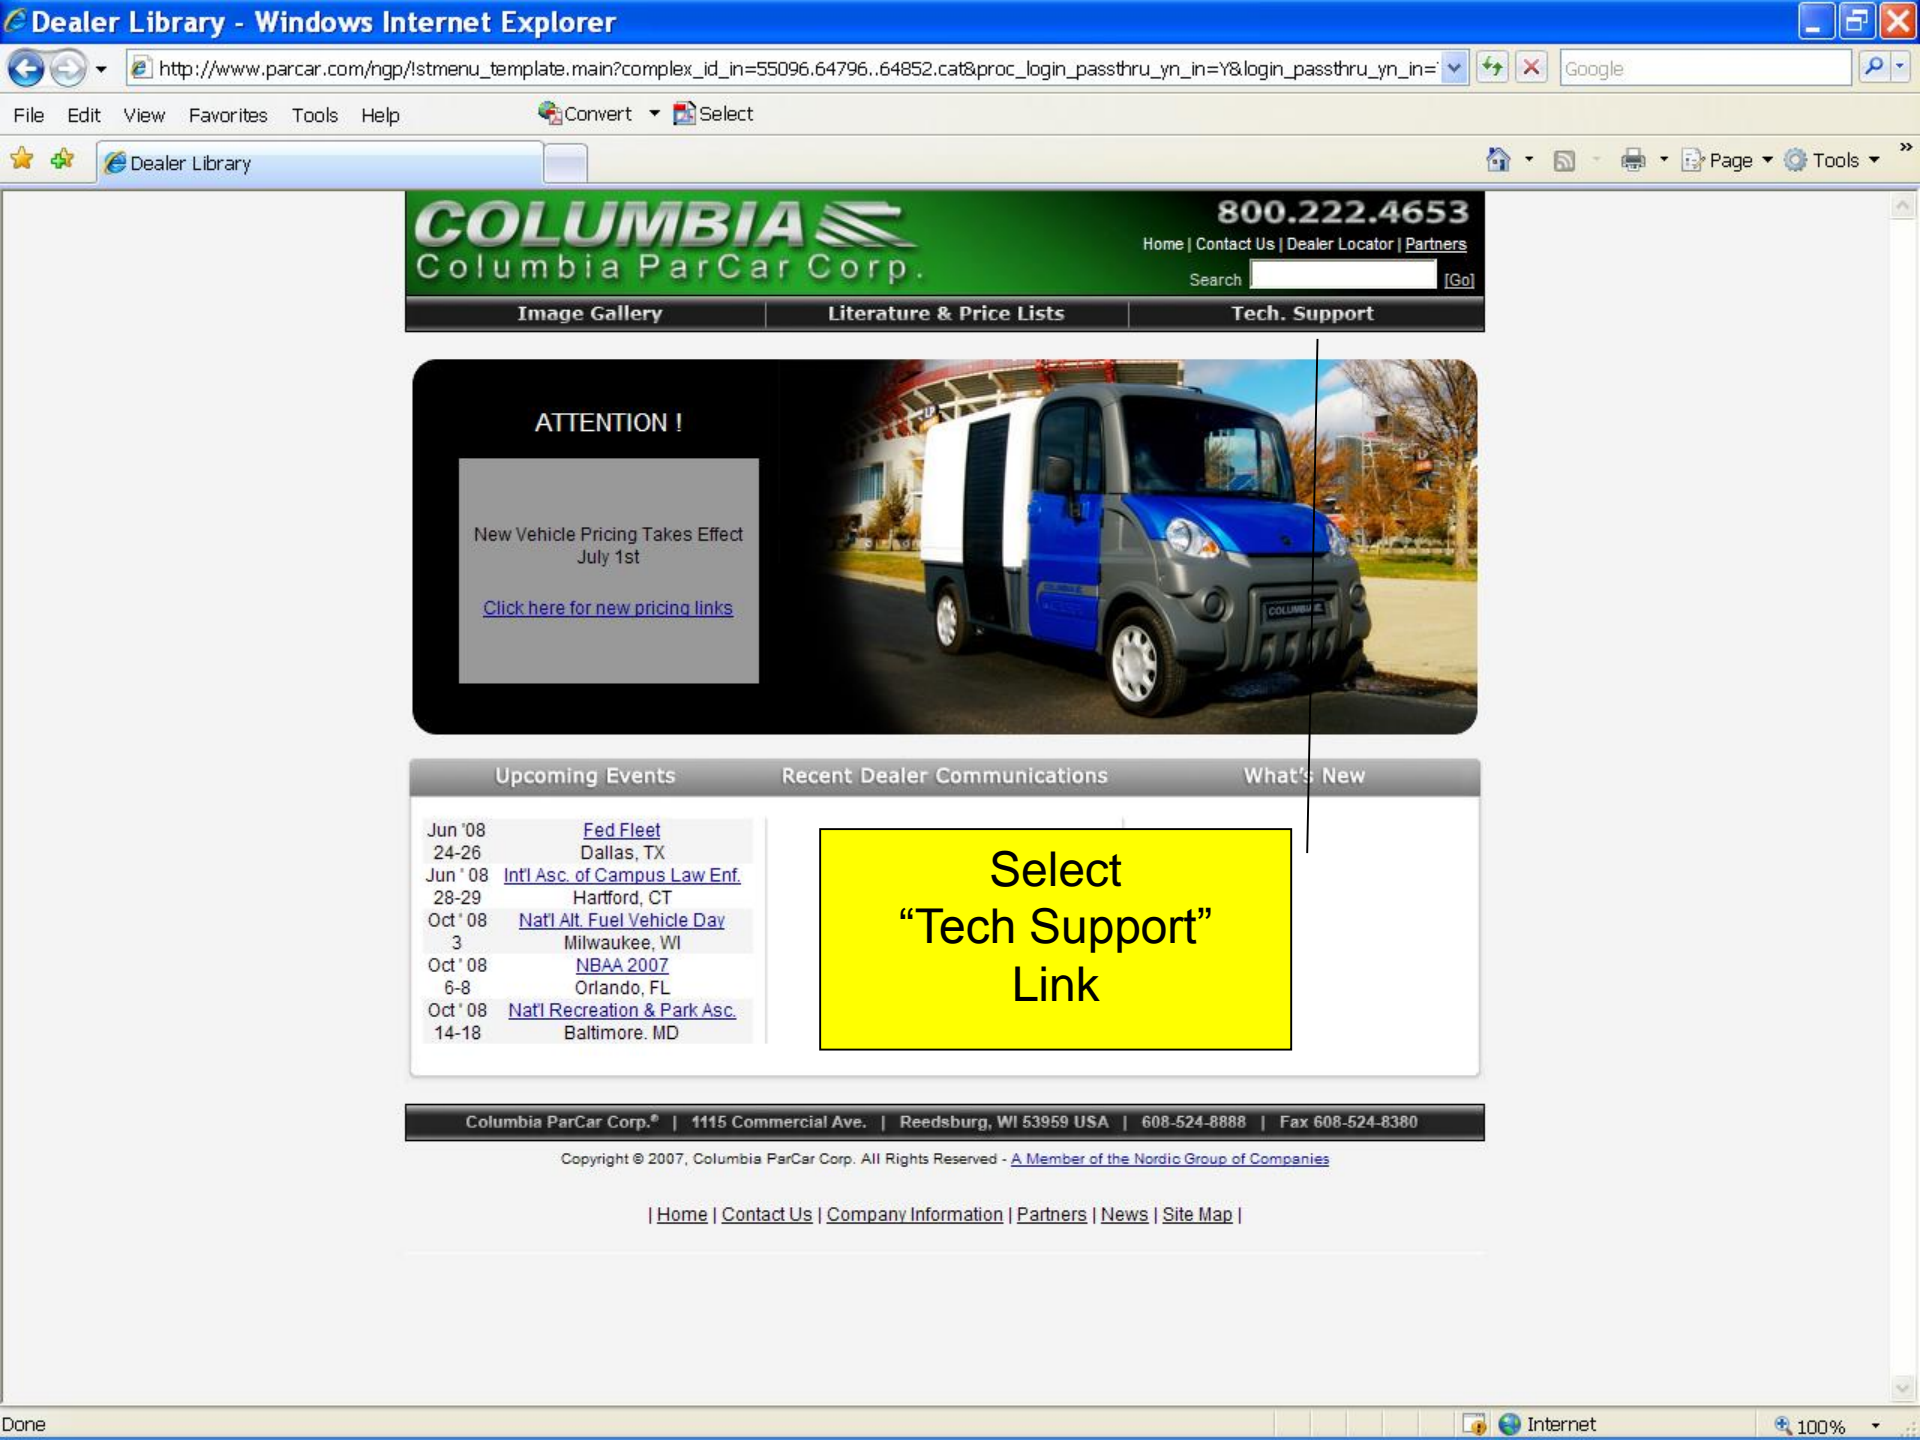 Dealer Library - Windows Internet Explorer
http://www.parcar.com/ngp/!stmenu_template.main?complex_id_in=55096.64796..64852.cat&proc_login_passthru_yn_in=Y&login_passthru_yn_in=
Google
File Edit View Favorites Tools Help
Convert Select
Dealer Library
Page Tools
COLUMBIA
Columbia ParCar Corp.
800.222.4653
Home | Contact Us | Dealer Locator | Partners
Search [Go]
Image Gallery Literature & Price Lists Tech. Support
ATTENTION !
New Vehicle Pricing Takes Effect
July 1st
Click here for new pricing links
LP
COLUMBIA
Upcoming Events Recent Dealer Communications What's New
Jun '08 Fed Fleet
24-26 Dallas, TX
Jun ' 08 Int'l Asc. of Campus Law Enf.
28-29 Hartford, CT
Oct ' 08 Nat'l Alt. Fuel Vehicle Day
3 Milwaukee, WI
Oct ' 08 NBAA 2007
6-8 Orlando, FL
Oct ' 08 Nat'l Recreation & Park Asc.
14-18 Baltimore. MD
Select
“Tech Support”
Link
Columbia ParCar Corp.® | 1115 Commercial Ave. | Reedsburg, WI 53959 USA | 608-524-8888 | Fax 608-524-8380
Copyright © 2007, Columbia ParCar Corp. All Rights Reserved - A Member of the Nordic Group of Companies
| Home | Contact Us | Company Information | Partners | News | Site Map |
Done
Internet
100%